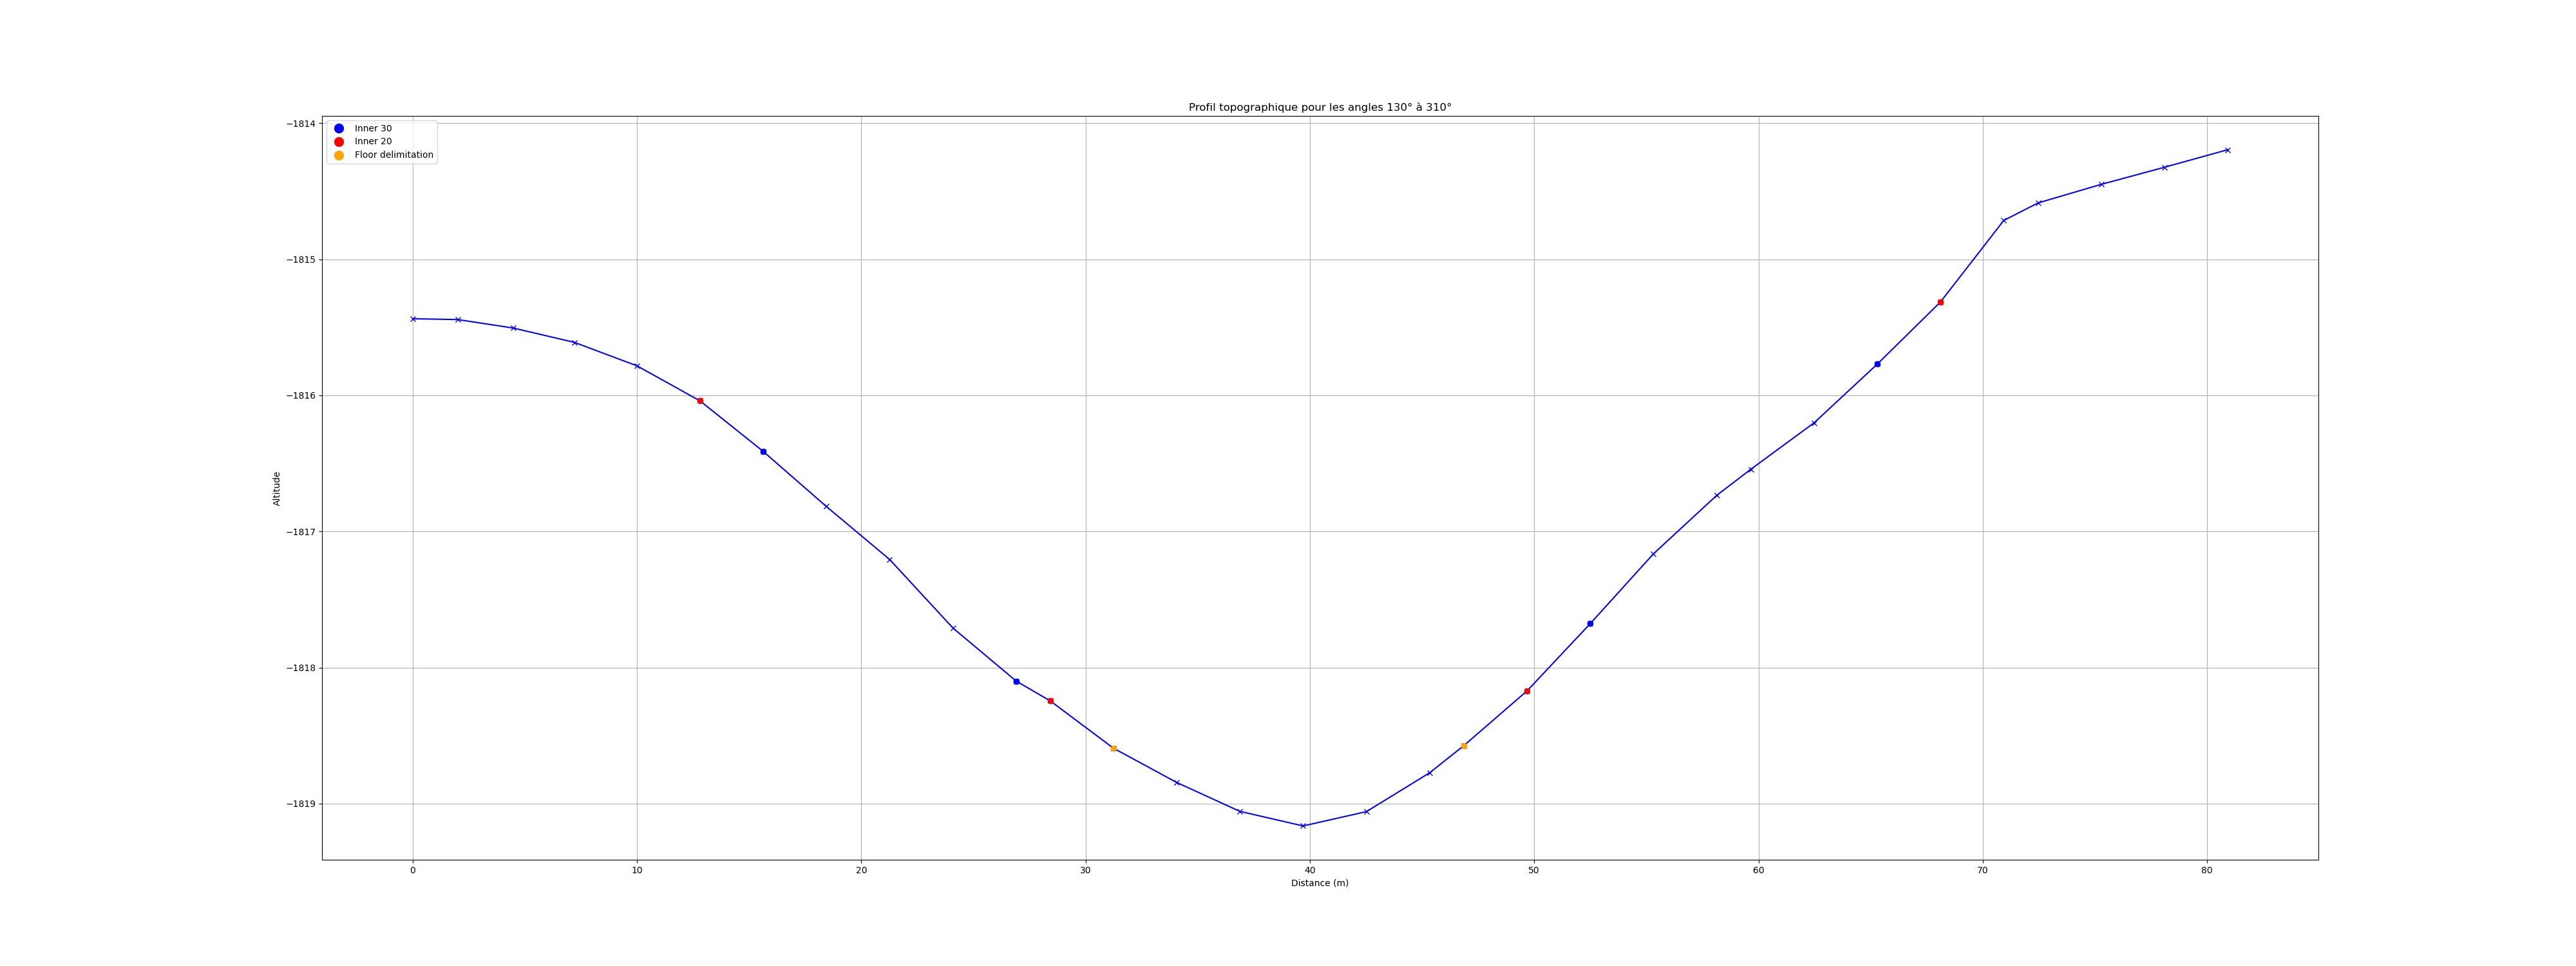 Profil topographique pour les angles 130° à 310°
Inner 30
Inner 20
Floor delimitation
−1814
−1815
−1816
−1817
−1818
−1819
Altitude
0 10 20 30 40 50 60 70 80
Distance (m)